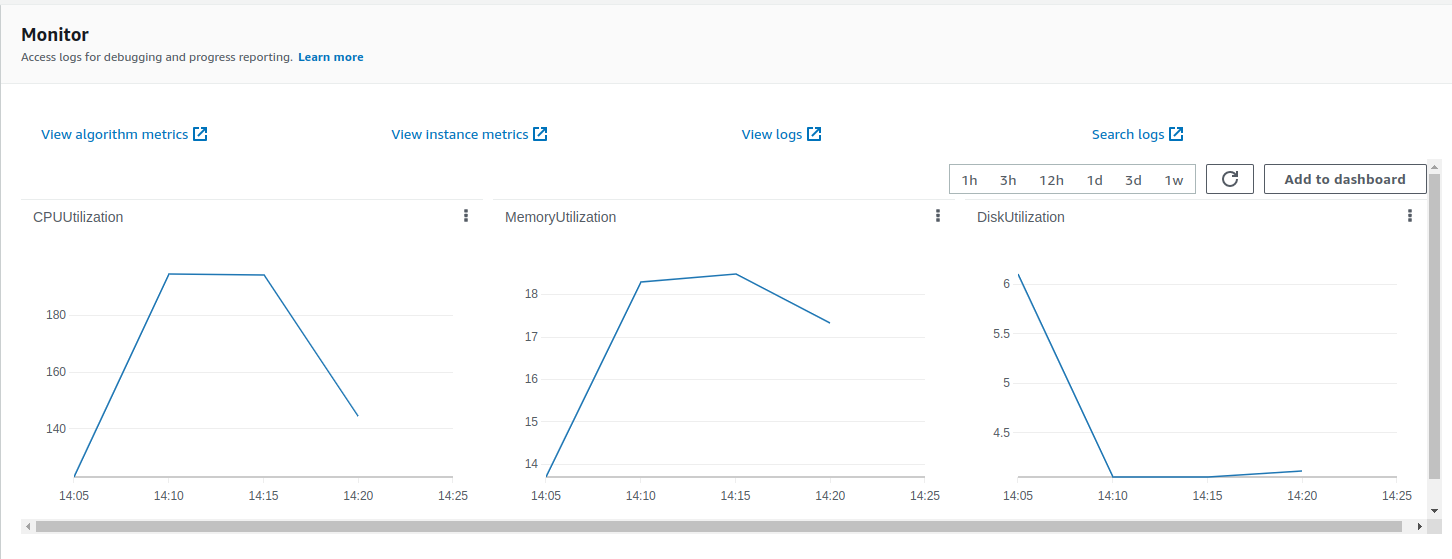 Monitor
Access logs for debugging and progress reporting. Learn more
View algorithm metrics
View instance metrics
View logs
Search logs
1h 3h 12h 1d 3d 1w
Add to dashboard
CPUUtilization
180
160
140
14:05 14:10 14:15 14:20 14:25
MemoryUtilization
18
17
16
15
14
14:05 14:10 14:15 14:20 14:25
DiskUtilization
6
5.5
5
4.5
14:05 14:10 14:15 14:20 14:25